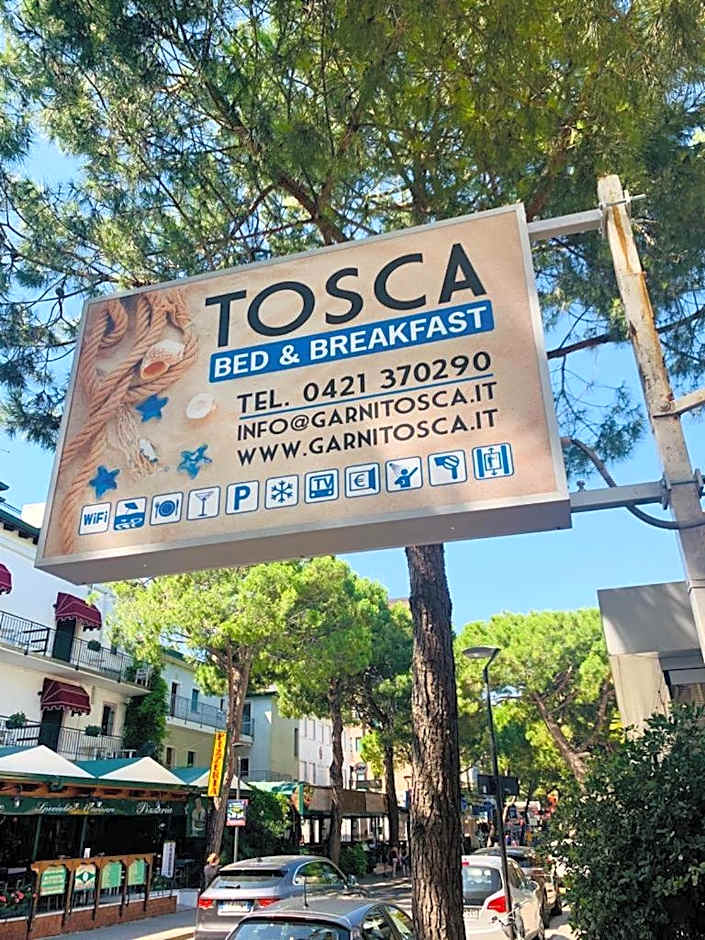 TOSCA
BED & BREAKFAST
TEL. 0421 370290
INFO@GARNITOSCA.IT
WWW.GARNITOSCA.IT
WiFi
P
TV
€
Pizzeria